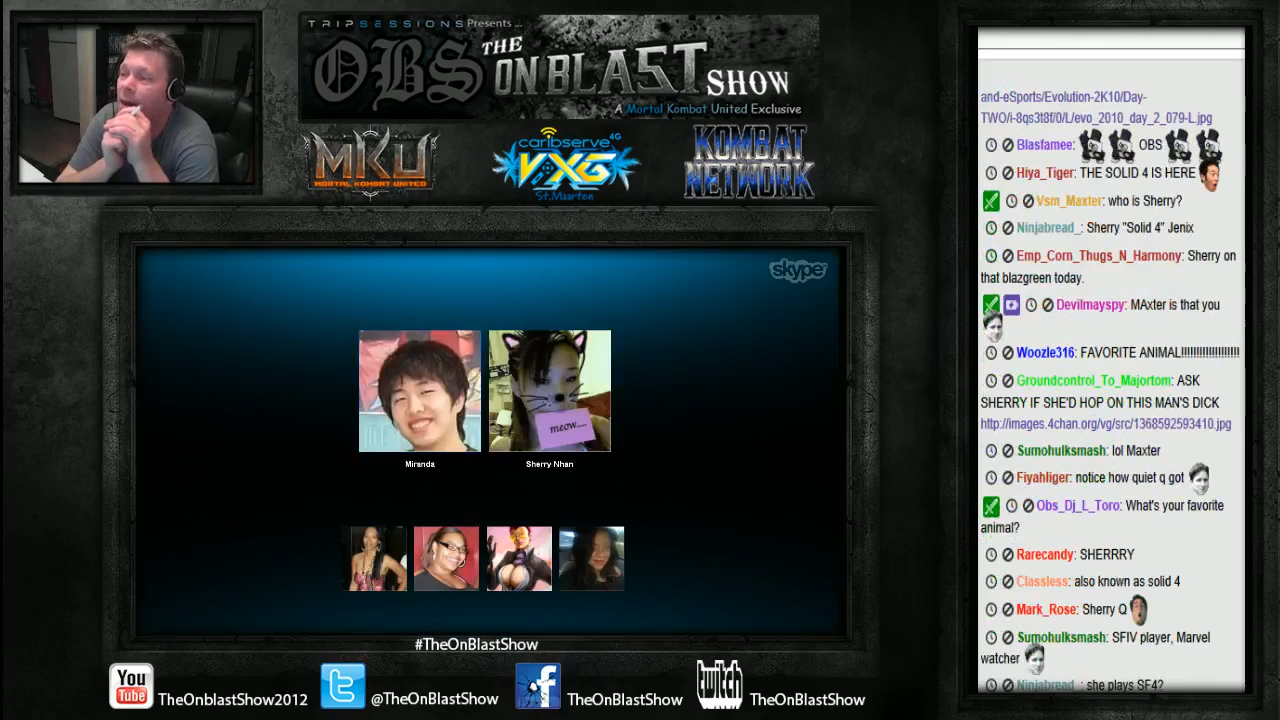 TRIPSESSIONS Presents ...
OBS THE ON BLAST SHOW
A Mortal Kombat United Exclusive
MKU
MORTAL KOMBAT UNITED
caribserve 4G
VXG
St.Maarten
KOMBAT
NETWORK
skype
meow....
Miranda
Sherry Nhan
#TheOnBlastShow
You
Tube
TheOnblastShow2012
@TheOnBlastShow
TheOnBlastShow
twitch
TheOnBlastShow
and-eSports/Evolution-2K10/Day-
TWO/i-8qs3t8f/0/L/evo_2010_day_2_079-L.jpg
Blasfamee: OBS
Hiya_Tiger: THE SOLID 4 IS HERE
Vsm_Maxter: who is Sherry?
Ninjabread_: Sherry "Solid 4" Jenix
Emp_Corn_Thugs_N_Harmony: Sherry on
that blazgreen today.
Devilmayspy: MAxter is that you
Woozle316: FAVORITE ANIMAL!!!!!!!!!!!!!!!!!!!!
Groundcontrol_To_Majortom: ASK
SHERRY IF SHE'D HOP ON THIS MAN'S DICK
http://images.4chan.org/vg/src/1368592593410.jpg
Sumohulksmash: lol Maxter
Fiyahliger: notice how quiet q got
Obs_Dj_L_Toro: What's your favorite
animal?
Rarecandy: SHERRRY
Classless: also known as solid 4
Mark_Rose: Sherry Q
Sumohulksmash: SFIV player, Marvel
watcher
Ninjabread_: she plays SF4?